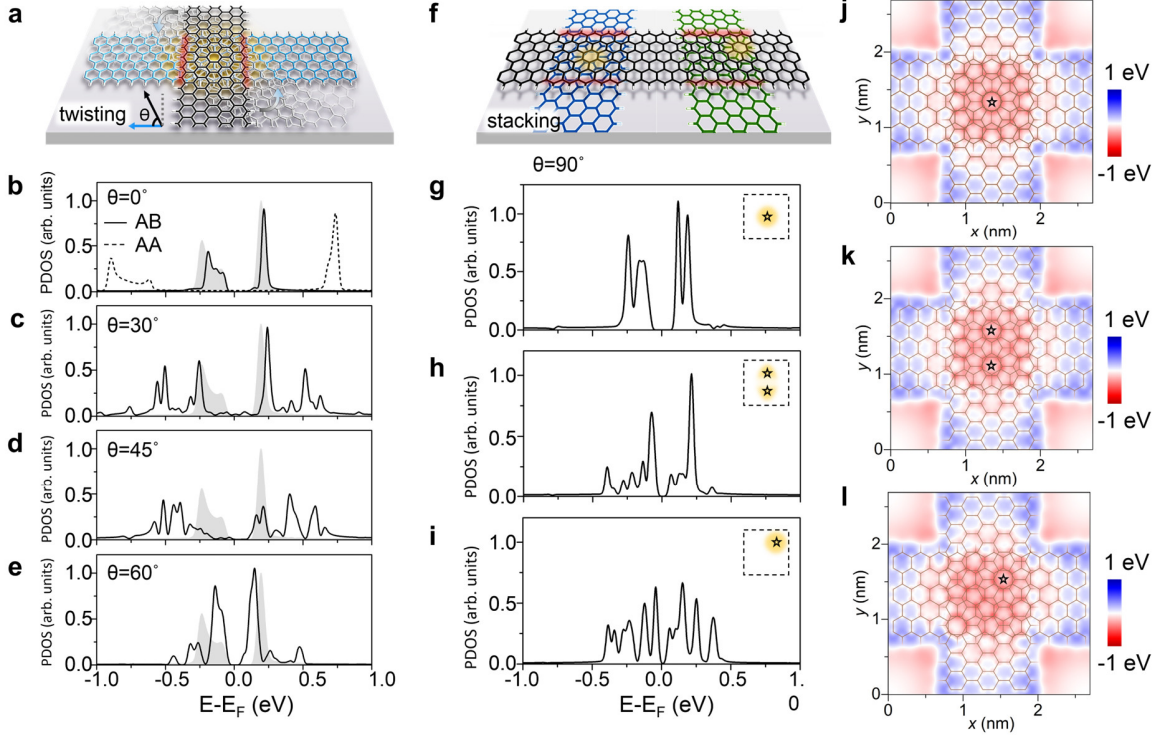 a
twisting
θ
f
stacking
θ=90°
b
θ=0°
AB
AA
PDOS (arb. units)
1.0
0.5
0.0
c
θ=30°
PDOS (arb. units)
1.0
0.5
0.0
d
θ=45°
PDOS (arb. units)
1.0
0.5
0.0
e
θ=60°
PDOS (arb. units)
1.0
0.5
0.0
-1.0 -0.5 0.0 0.5 1.0
E-EF (eV)
g
PDOS (arb. units)
1.0
0.5
0.0
h
PDOS (arb. units)
1.0
0.5
0.0
i
PDOS (arb. units)
1.0
0.5
0.0
-1.0 -0.5 0.0 0.5 1.
0
E-EF (eV)
j
y (nm)
2
1
0
0 1 2
x (nm)
1 eV
-1 eV
k
y (nm)
2
1
0
0 1 2
x (nm)
1 eV
-1 eV
l
y (nm)
2
1
0
0 1 2
x (nm)
1 eV
-1 eV